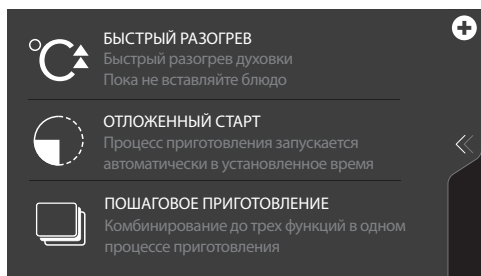 БЫСТРЫЙ РАЗОГРЕВ
Быстрый разогрев духовки
Пока не вставляйте блюдо
ОТЛОЖЕННЫЙ СТАРТ
Процесс приготовления запускается
автоматически в установленное время
ПОШАГОВОЕ ПРИГОТОВЛЕНИЕ
Комбинирование до трех функций в одном
процессе приготовления